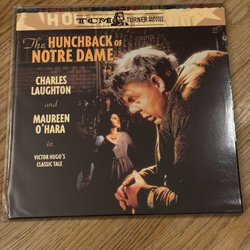 TCM TURNER CLASSIC
The HUNCHBACK OF
NOTRE DAME
CHARLES
LAUGHTON
and
MAUREEN
O'HARA
in
VICTOR HUGO'S
CLASSIC TALE